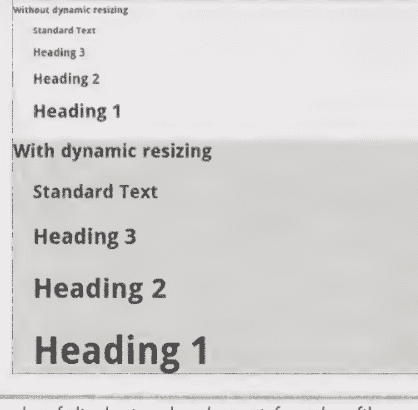 Without dynamic resizing
Standard Text
Heading 3
Heading 2
Heading 1
With dynamic resizing
Standard Text
Heading 3
Heading 2
Heading 1